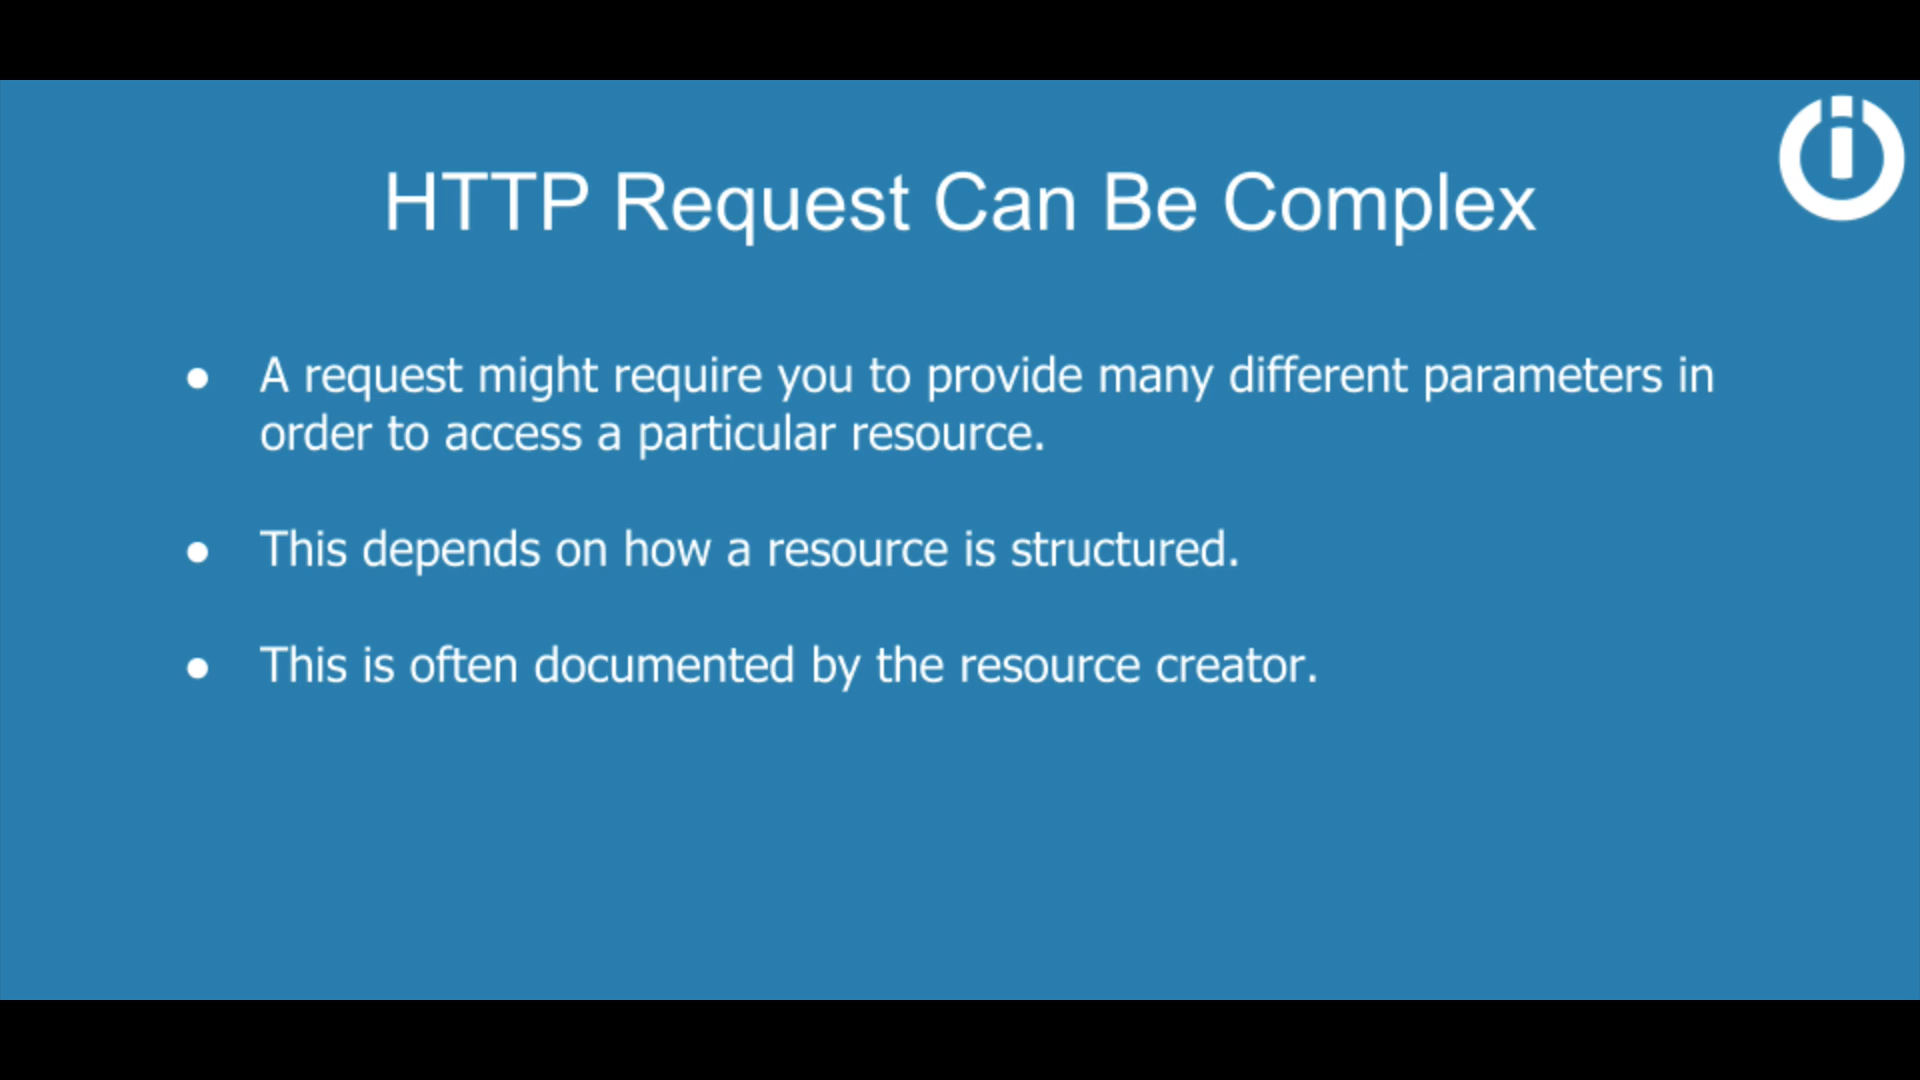 HTTP Request Can Be Complex
● A request might require you to provide many different parameters in
order to access a particular resource.
● This depends on how a resource is structured.
● This is often documented by the resource creator.